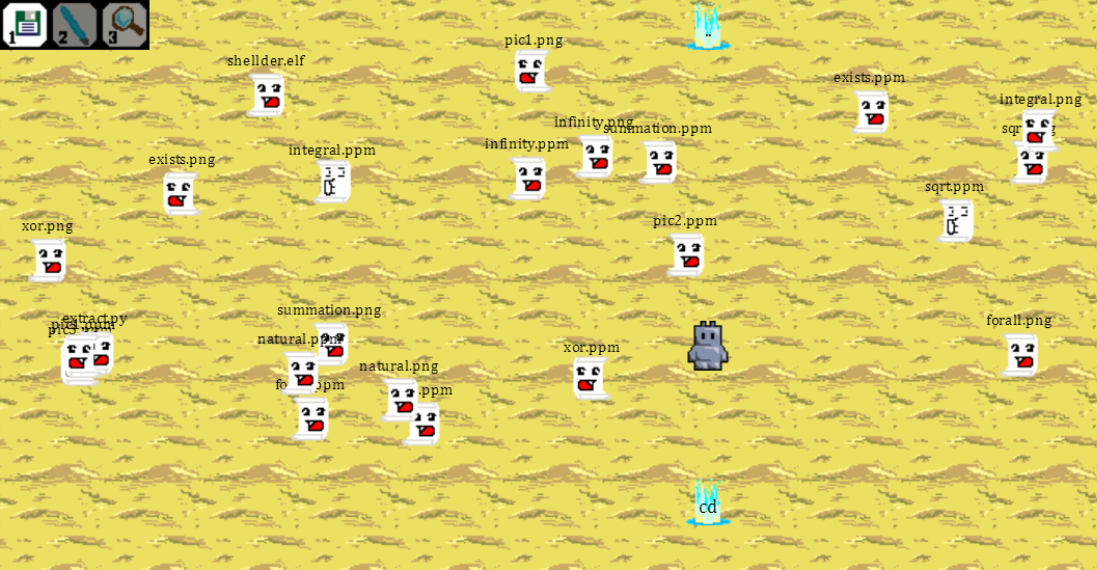 1 2 3
..
pic1.png
shellder.elf
exists.ppm
integral.png
infinity.png
summation.ppm
infinity.ppm
integral.ppm
exists.png
sqrt.ppm
pic2.ppm
xor.png
summation.png
extract.py
forall.png
natural.ppm
xor.ppm
natural.png
.ppm
cd